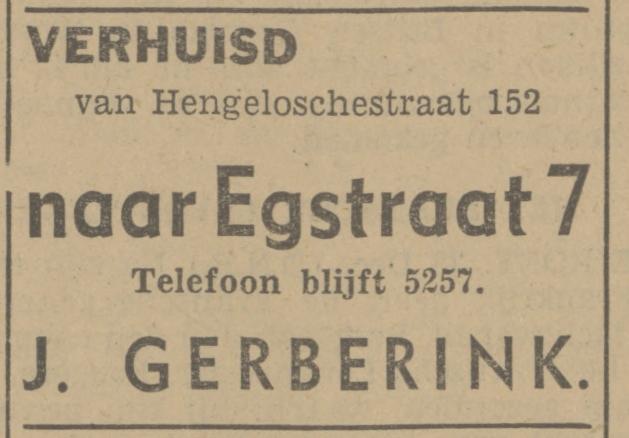 VERHUISD
van Hengeloschestraat 152
naar Egstraat 7
Telefoon blijft 5257.
J. GERBERINK.